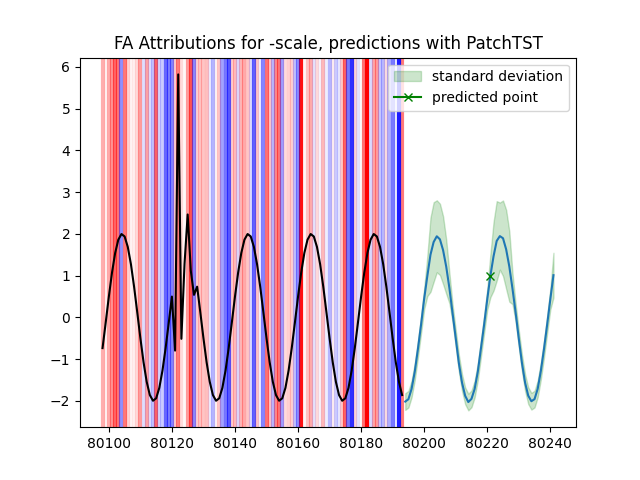 FA Attributions for -scale, predictions with PatchTST
standard deviation
predicted point
6
5
4
3
2
1
0
−1
−2
80100 80120 80140 80160 80180 80200 80220 80240